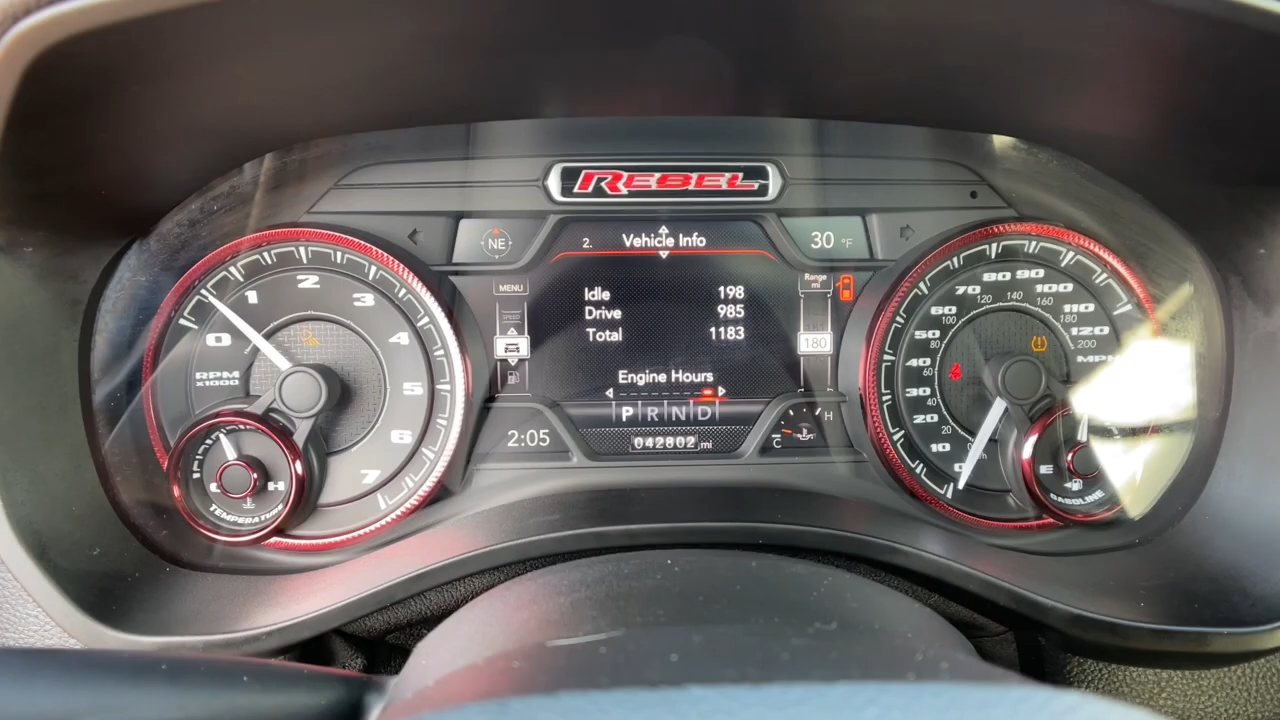 REBEL
NE
2. Vehicle Info
30 °F
MENU
SPEED
Range
mi
180
Idle 198
Drive 985
Total 1183
Engine Hours
P R N D
042802 mi
2:05
C H
0 1 2 3 4 5 6 7
RPM
x1000
H
TEMPERATURE
0 10 20 30 40 50 60 70 80 90 100 110 120
MPH
20 40 60 80 100 120 140 160 180 200
E
GASOLINE